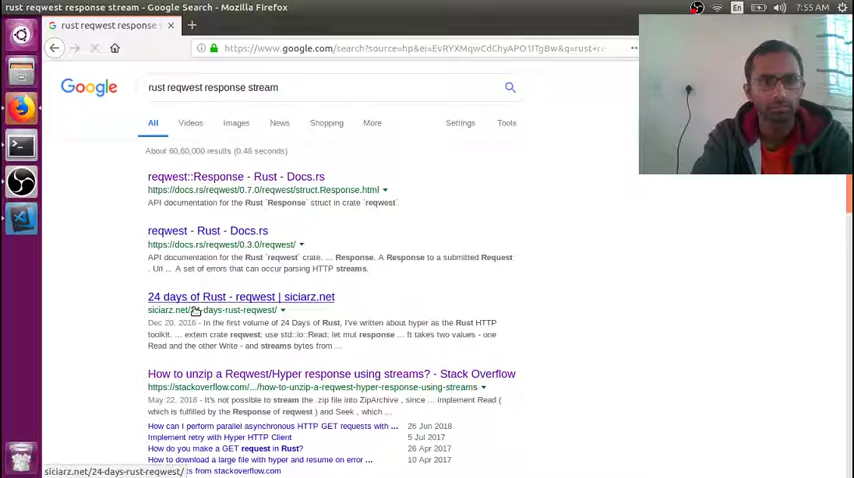 rust reqwest response stream - Google Search - Mozilla Firefox
En
7:55 AM
rust reqwest response s
https://www.google.com/search?source=hp&ei=EvRYXMqwCdChyAPO1ITgBw&q=rust+re
Google
rust reqwest response stream
All Videos Images News Shopping More Settings Tools
About 60,60,000 results (0.48 seconds)
reqwest::Response - Rust - Docs.rs
https://docs.rs/reqwest/0.7.0/reqwest/struct.Response.html
API documentation for the Rust `Response` struct in crate `reqwest`.
reqwest - Rust - Docs.rs
https://docs.rs/reqwest/0.3.0/reqwest/
API documentation for the Rust `reqwest` crate. ... Response. A Response to a submitted Request
. Url ... A set of errors that can occur parsing HTTP streams.
24 days of Rust - reqwest | siciarz.net
siciarz.net/24-days-rust-reqwest/
Dec 20, 2016 - In the first volume of 24 Days of Rust, I've written about hyper as the Rust HTTP
toolkit. ... extern crate reqwest; use std::io::Read; let mut response ... It takes two values - one
Read and the other Write - and streams bytes from ...
How to unzip a Reqwest/Hyper response using streams? - Stack Overflow
https://stackoverflow.com/.../how-to-unzip-a-reqwest-hyper-response-using-streams
May 22, 2018 - It's not possible to stream the .zip file into ZipArchive , since ... implement Read (
which is fulfilled by the Response of reqwest ) and Seek , which ...
How can I perform parallel asynchronous HTTP GET requests with ... 26 Jun 2018
Implement retry with Hyper HTTP Client 5 Jul 2017
How do you make a GET request in Rust? 26 Apr 2017
How to download a large file with hyper and resume on error ... 10 Apr 2017
s from stackoverflow.com
siciarz.net/24-days-rust-reqwest/